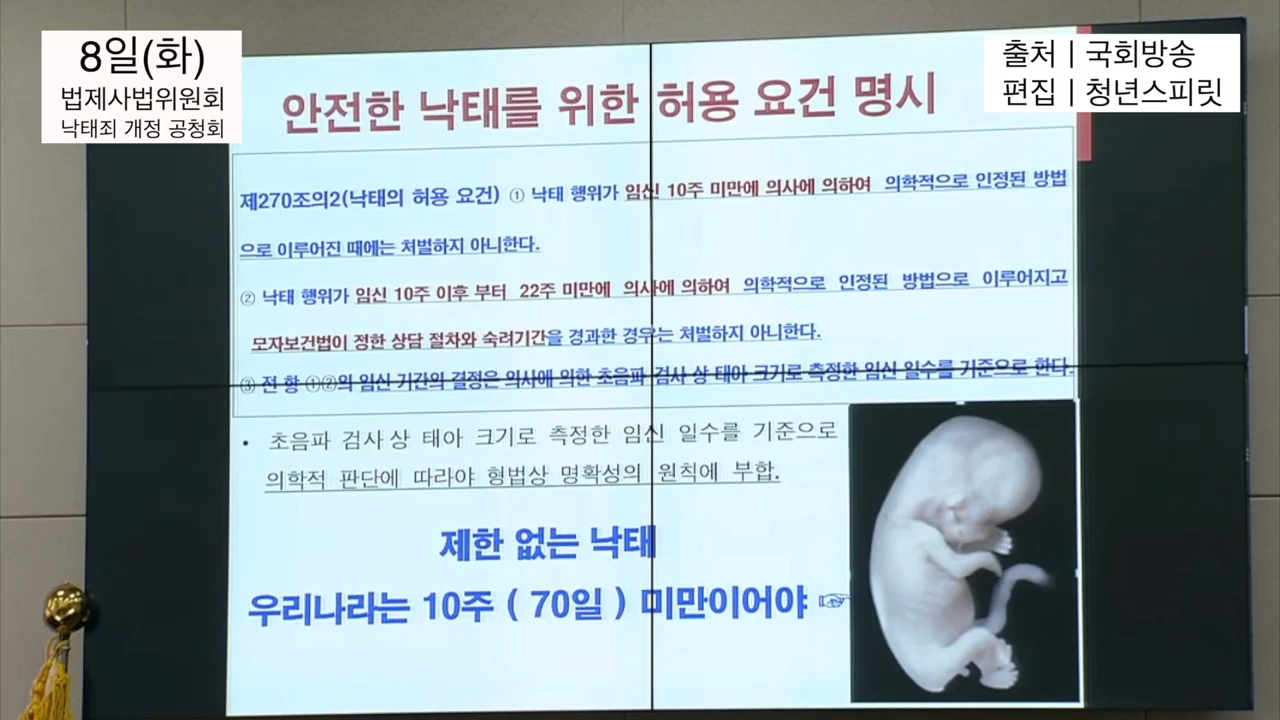 8일(화)
법제사법위원회
낙태죄 개정 공청회
출처 | 국회방송
편집 | 청년스피릿
안전한 낙태를 위한 허용 요건 명시
제270조의2(낙태의 허용 요건) ① 낙태 행위가 임신 10주 미만에 의사에 의하여 의학적으로 인정된 방법
으로 이루어진 때에는 처벌하지 아니한다.
② 낙태 행위가 임신 10주 이후 부터 22주 미만에 의사에 의하여 의학적으로 인정된 방법으로 이루어지고
모자보건법이 정한 상담 절차와 숙려기간을 경과한 경우는 처벌하지 아니한다.
③ 전 항 ①②의 임신 기간의 결정은 의사에 의한 초음파 검사 상 태아 크기로 측정한 임신 일수를 기준으로 한다.
• 초음파 검사 상 태아 크기로 측정한 임신 일수를 기준으로
의학적 판단에 따라야 형법상 명확성의 원칙에 부합.
제한 없는 낙태
우리나라는 10주 ( 70일 ) 미만이어야 ☞